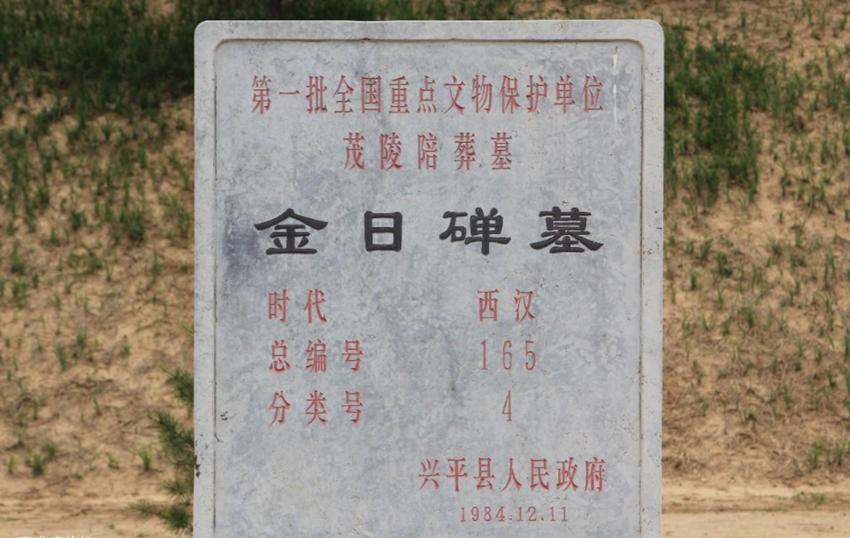 第一批全国重点文物保护单位
茂陵陪葬墓
金日磾墓
时代 西汉
总编号 165
分类号 4
兴平县人民政府
1984.12.11